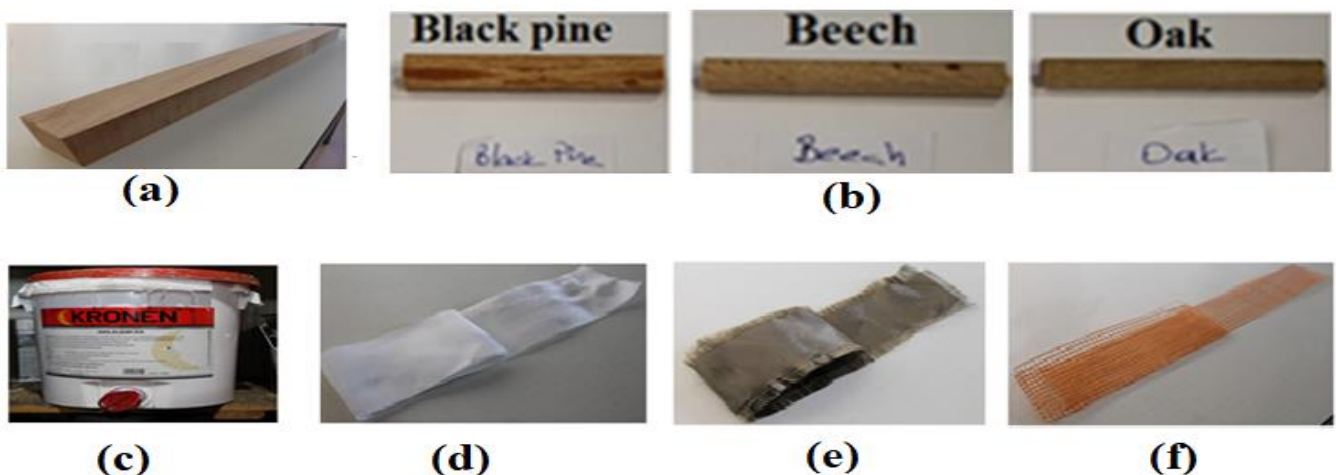 Black pine
Beech
Oak
Black Pine
Beech
Oak
(a)
(b)
KRONEN
(c)
(d)
(e)
(f)